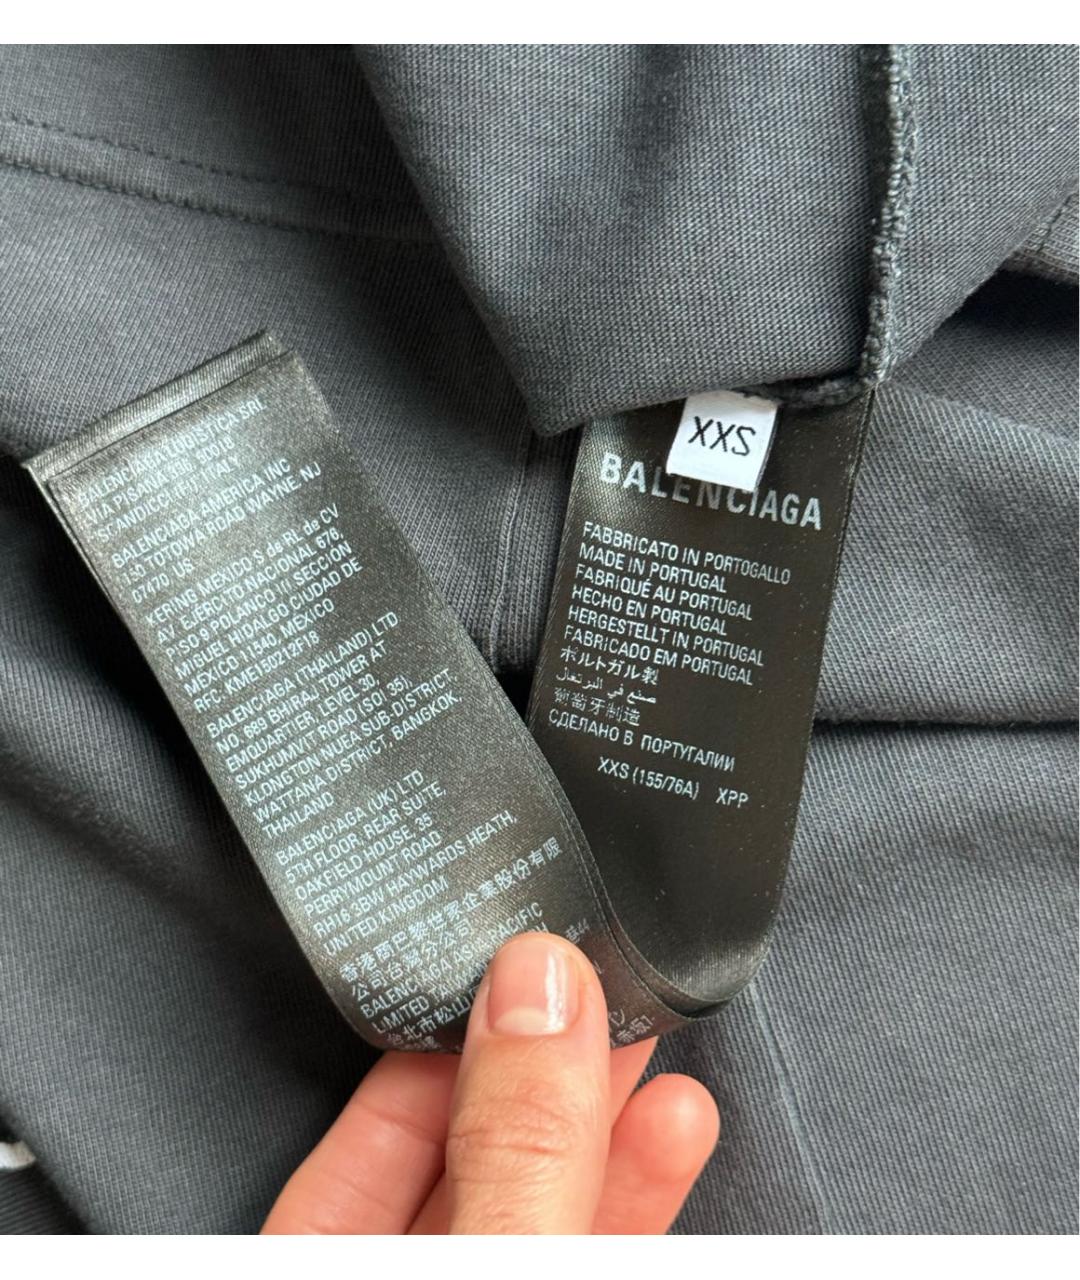 BALENCIAGA LOGISTICA SRL
VIA PISANA 336 50018
SCANDICCI (FI) ITALY
BALENCIAGA AMERICA INC
150 TOTOWA ROAD WAYNE, NJ
07470 US
KERING MEXICO S de RL de CV
AV. EJERCITO NACIONAL 676,
PISO 9 POLANCO VI SECCIÓN
MIGUEL HIDALGO CIUDAD DE
MEXICO 11540, MEXICO
RFC. KME150212F18
BALENCIAGA (THAILAND) LTD
NO. 689 BHIRAJ TOWER AT
EMQUARTIER, LEVEL 30,
SUKHUMVIT ROAD (SOI 35),
KLONGTON NUEA SUB-DISTRICT
WATTANA DISTRICT, BANGKOK
THAILAND
BALENCIAGA (UK) LTD
5TH FLOOR, REAR SUITE,
OAKFIELD HOUSE, 35
PERRYMOUNT ROAD
RH16 3BW HAYWARDS HEATH,
UNITED KINGDOM
香港商巴黎世家企業股份有限
公司台灣分公司
BALENCIAGA ASIA PACIFIC
LIMITED
台北市松山
XXS
BALENCIAGA
FABBRICATO IN PORTOGALLO
MADE IN PORTUGAL
FABRIQUÉ AU PORTUGAL
HECHO EN PORTUGAL
HERGESTELLT IN PORTUGAL
FABRICADO EM PORTUGAL
ポルトガル製
صنع في البرتغال
葡萄牙制造
СДЕЛАНО В ПОРТУГАЛИИ
XXS (155/76A) XPP